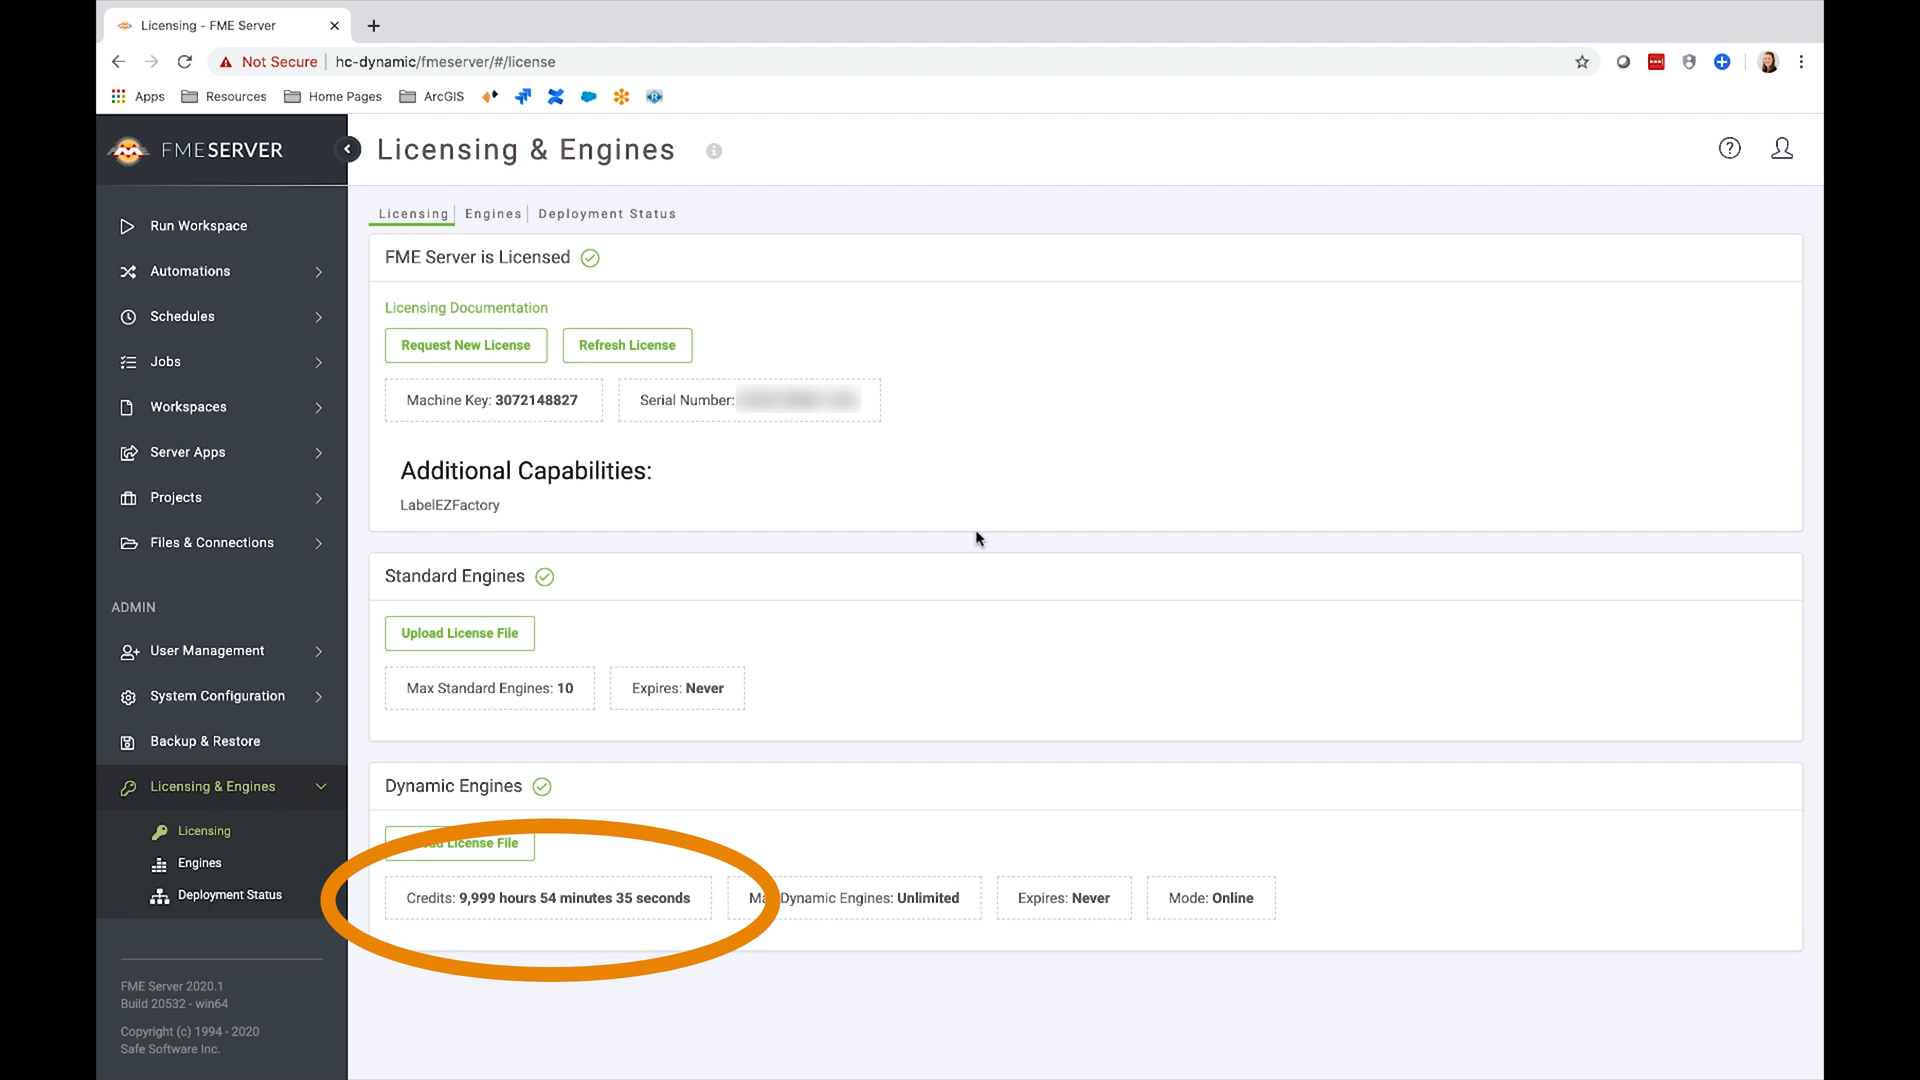 Licensing - FME Server
Not Secure
hc-dynamic/fmeserver/#/license
Apps
Resources
Home Pages
ArcGIS
FMESERVER
Licensing & Engines
Run Workspace
Automations
Schedules
Jobs
Workspaces
Server Apps
Projects
Files & Connections
ADMIN
User Management
System Configuration
Backup & Restore
Licensing & Engines
Licensing
Engines
Deployment Status
FME Server 2020.1
Build 20532 - win64
Copyright (c) 1994 - 2020
Safe Software Inc.
Licensing
Engines
Deployment Status
FME Server is Licensed
Licensing Documentation
Request New License
Refresh License
Machine Key: 3072148827
Serial Number:
Additional Capabilities:
LabelEZFactory
Standard Engines
Upload License File
Max Standard Engines: 10
Expires: Never
Dynamic Engines
License File
Credits: 9,999 hours 54 minutes 35 seconds
Dynamic Engines: Unlimited
Expires: Never
Mode: Online